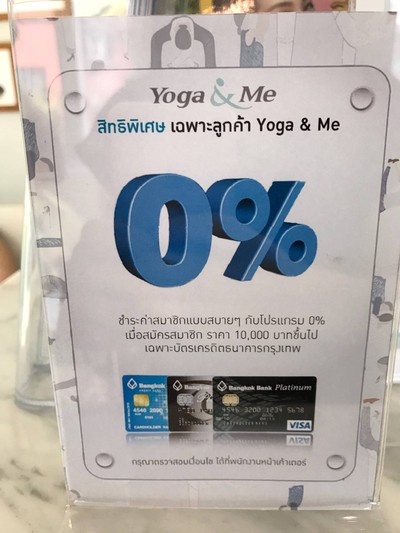 Yoga & Me
สิทธิพิเศษ เฉพาะลูกค้า Yoga & Me
0%
ชำระค่าสมาชิกแบบสบายๆ กับโปรแกรม 0%
เมื่อสมัครสมาชิก ราคา 10,000 บาทขึ้นไป
เฉพาะบัตรเครดิตธนาคารกรุงเทพ
Bangkok Bangkok Bangkok Bank Platinum
4546 3200 1234 5678
VISA
CARDHOLDER
กรุณาตรวจสอบเงื่อนไข ได้ที่พนักงานหน้าเค้าเตอร์